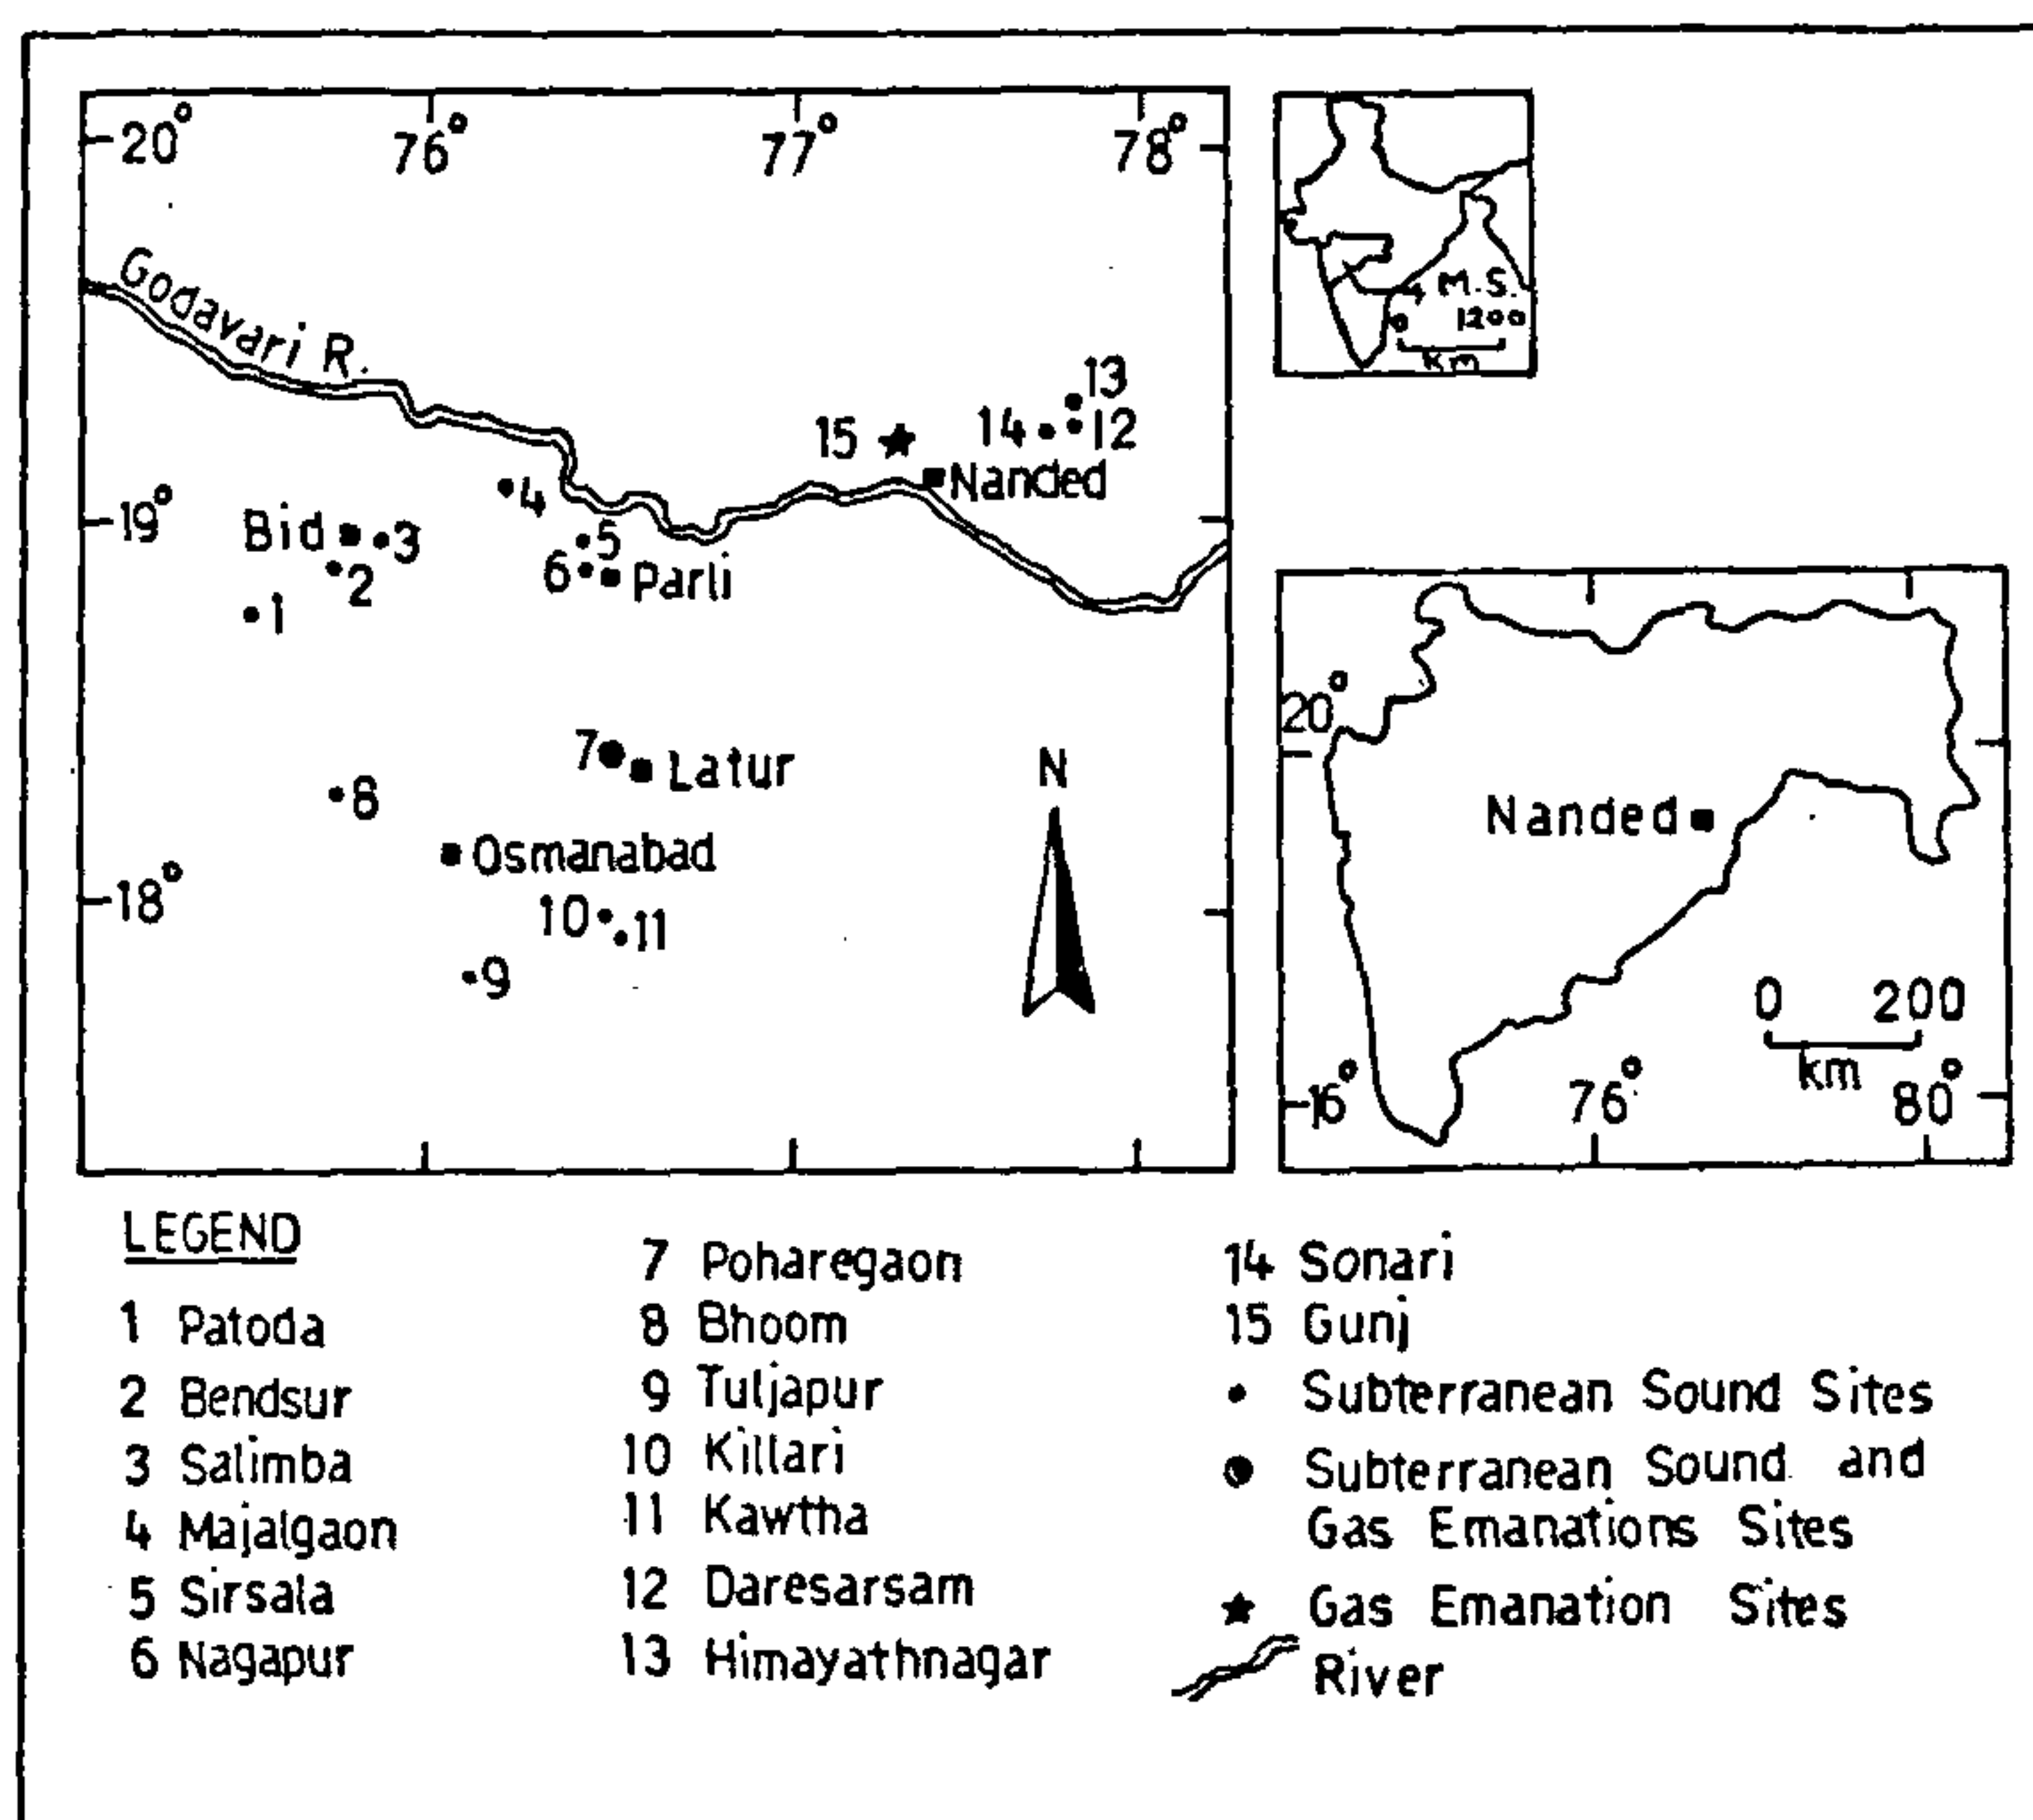 20°
76°
77°
78°
Godavari R.
13
14
12
15
Nanded
4
19°
Bid
3
5
2
6
Parli
1
7
Latur
N
8
Osmanabad
18°
10
11
9
M.S.
0
1200
km
20°
Nanded
0 200
km
16°
76°
80°
LEGEND
1 Patoda
2 Bendsur
3 Salimba
4 Majalgaon
5 Sirsala
6 Nagapur
7 Poharegaon
8 Bhoom
9 Tuljapur
10 Killari
11 Kawtha
12 Daresarsam
13 Himayathnagar
14 Sonari
15 Gunj
Subterranean Sound Sites
Subterranean Sound and
Gas Emanations Sites
Gas Emanation Sites
River